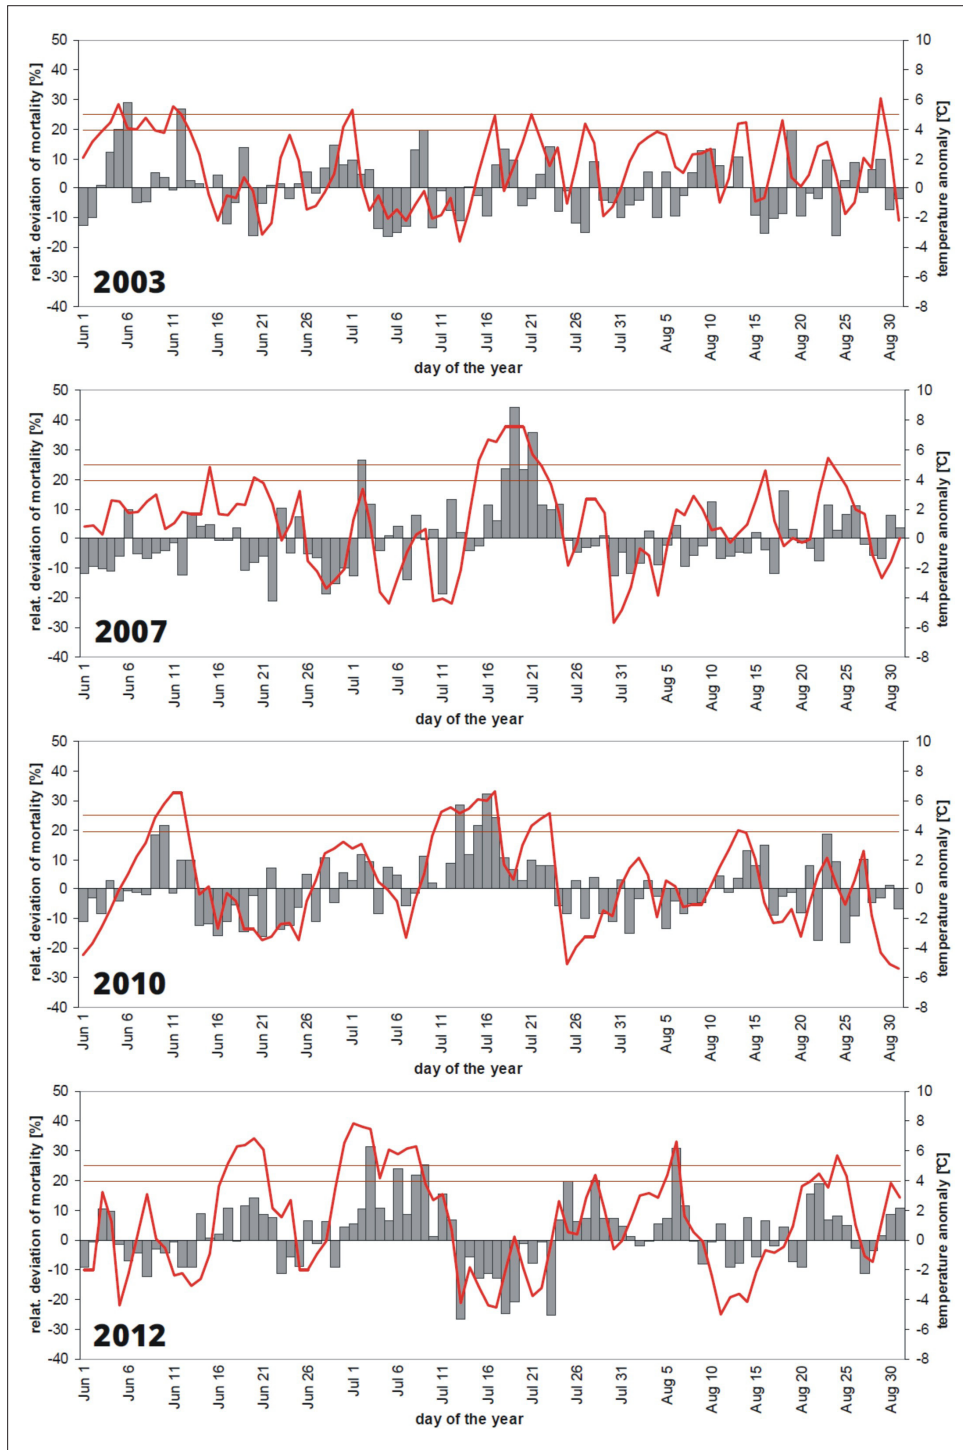 relat. deviation of mortality [%]
50
40
30
20
10
0
-10
-20
-30
-40
2003
10
8
6
4
2
0
-2
-4
-6
-8
temperature anomaly [℃]
Jun 1
Jun 6
Jun 11
Jun 16
Jun 21
Jun 26
Jul 1
Jul 6
Jul 11
Jul 16
Jul 21
Jul 26
Jul 31
Aug 5
Aug 10
Aug 15
Aug 20
Aug 25
Aug 30
day of the year
relat. deviation of mortality [%]
50
40
30
20
10
0
-10
-20
-30
-40
2007
10
8
6
4
2
0
-2
-4
-6
-8
temperature anomaly [℃]
Jun 1
Jun 6
Jun 11
Jun 16
Jun 21
Jun 26
Jul 1
Jul 6
Jul 11
Jul 16
Jul 21
Jul 26
Jul 31
Aug 5
Aug 10
Aug 15
Aug 20
Aug 25
Aug 30
day of the year
relat. deviation of mortality [%]
50
40
30
20
10
0
-10
-20
-30
-40
2010
10
8
6
4
2
0
-2
-4
-6
-8
temperature anomaly [℃]
Jun 1
Jun 6
Jun 11
Jun 16
Jun 21
Jun 26
Jul 1
Jul 6
Jul 11
Jul 16
Jul 21
Jul 26
Jul 31
Aug 5
Aug 10
Aug 15
Aug 20
Aug 25
Aug 30
day of the year
relat. deviation of mortality [%]
50
40
30
20
10
0
-10
-20
-30
-40
2012
10
8
6
4
2
0
-2
-4
-6
-8
temperature anomaly [℃]
Jun 1
Jun 6
Jun 11
Jun 16
Jun 21
Jun 26
Jul 1
Jul 6
Jul 11
Jul 16
Jul 21
Jul 26
Jul 31
Aug 5
Aug 10
Aug 15
Aug 20
Aug 25
Aug 30
day of the year